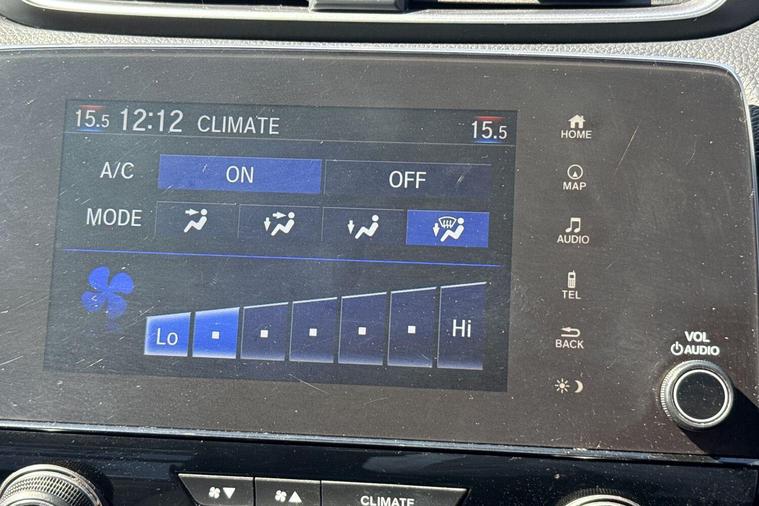 15.5 12:12 CLIMATE 15.5
A/C ON OFF
MODE
Lo Hi
HOME
MAP
AUDIO
TEL
BACK
VOL
AUDIO
CLIMATE